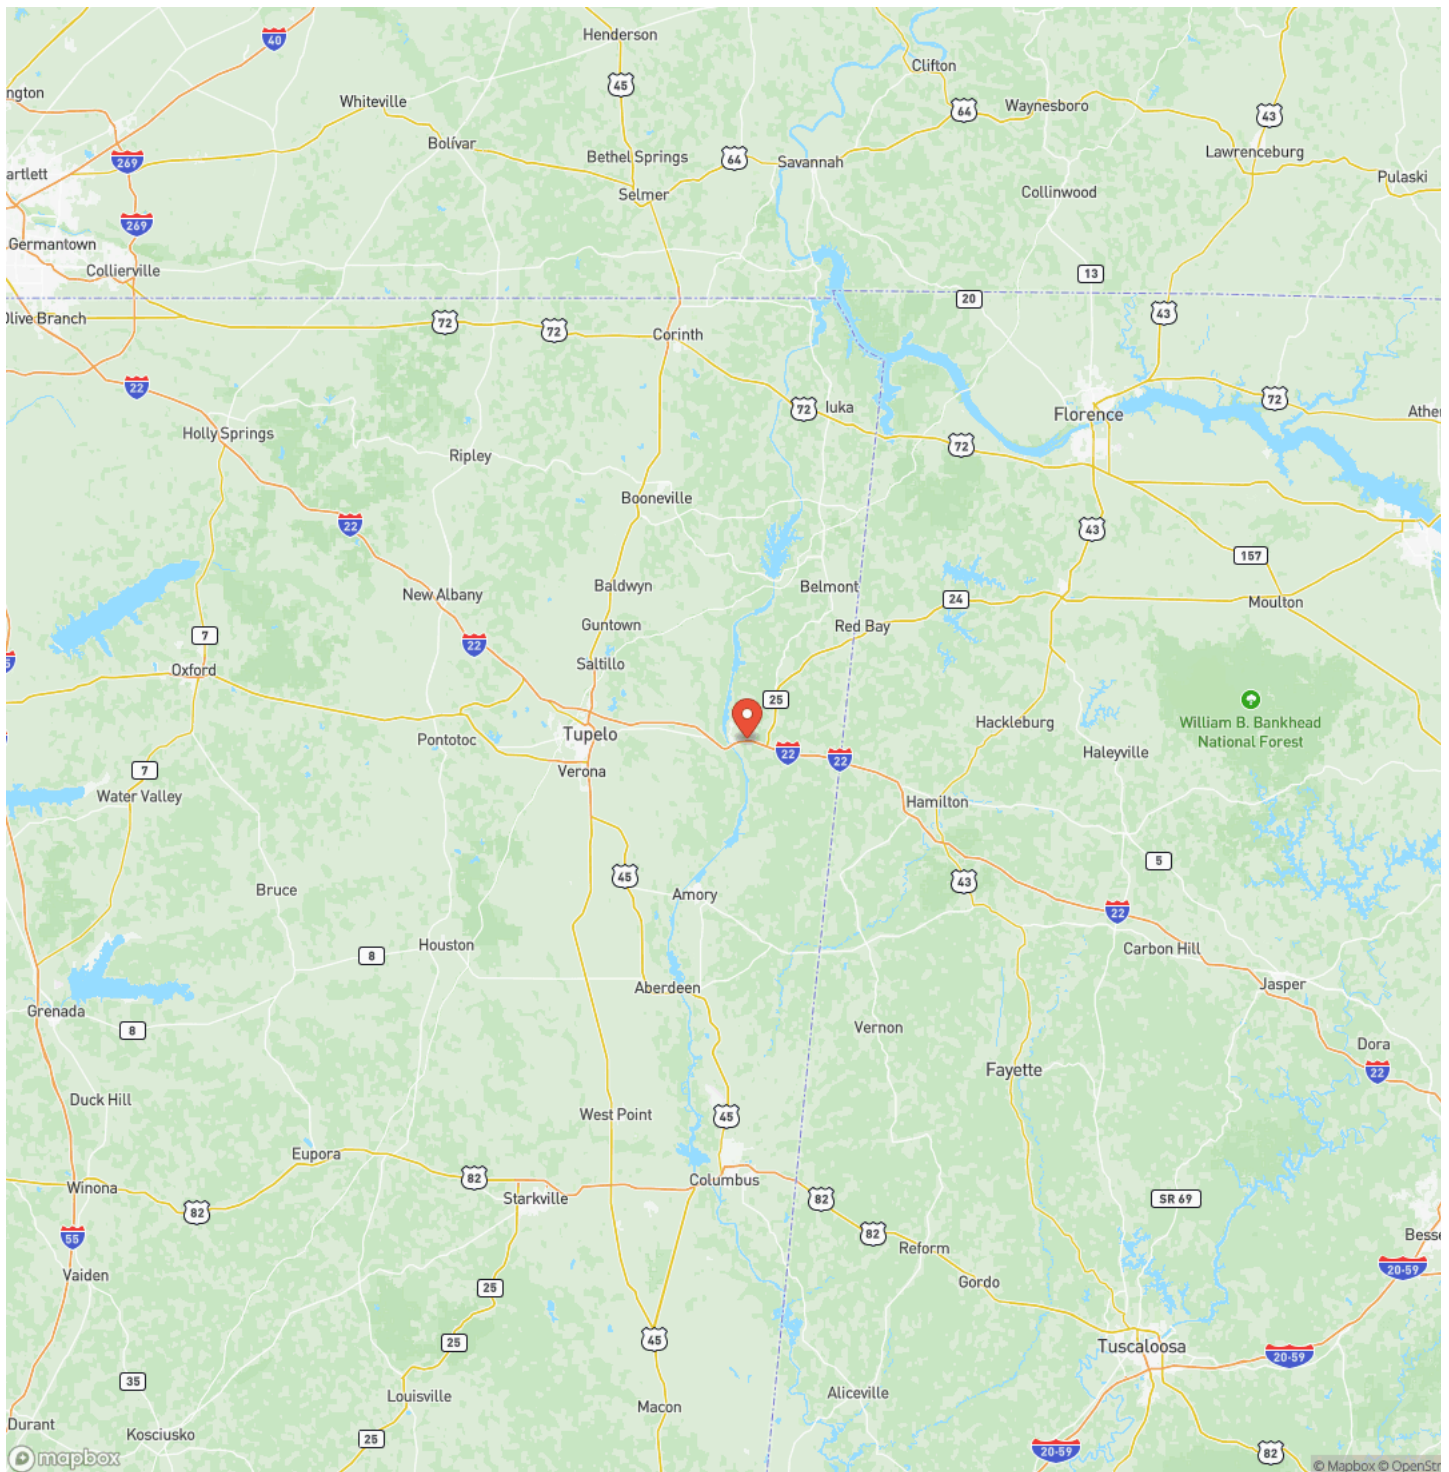 40
Henderson
Clifton
ngton
45
Whiteville
64
Waynesboro
43
Bolívar
269
Bethel Springs
64
Savannah
Lawrenceburg
artlett
Selmer
Collinwood
Pulaski
269
Germantown
Collierville
13
20
Olive Branch
72
72
Corinth
43
22
72
Iuka
Florence
72
Ather
Holly Springs
72
Ripley
Booneville
22
43
157
New Albany
Baldwyn
Belmont
24
Moulton
7
Guntown
Red Bay
22
Oxford
Saltillo
25
Hackleburg
William B. Bankhead
National Forest
Pontotoc
Tupelo
22
22
Haleyville
7
Verona
Water Valley
Hamilton
5
45
43
Bruce
Amory
22
Houston
8
Carbon Hill
Aberdeen
Jasper
Grenada
8
Vernon
Dora
Fayette
22
Duck Hill
West Point
45
Eupora
82
Columbus
Winona
Starkville
82
SR 69
82
55
82
Reform
Besse
Vaiden
25
Gordo
20-59
45
25
Tuscaloosa
20-59
35
Louisville
Aliceville
Macon
Durant
Kosciusko
25
20-59
82
mapbox
© Mapbox © OpenStr